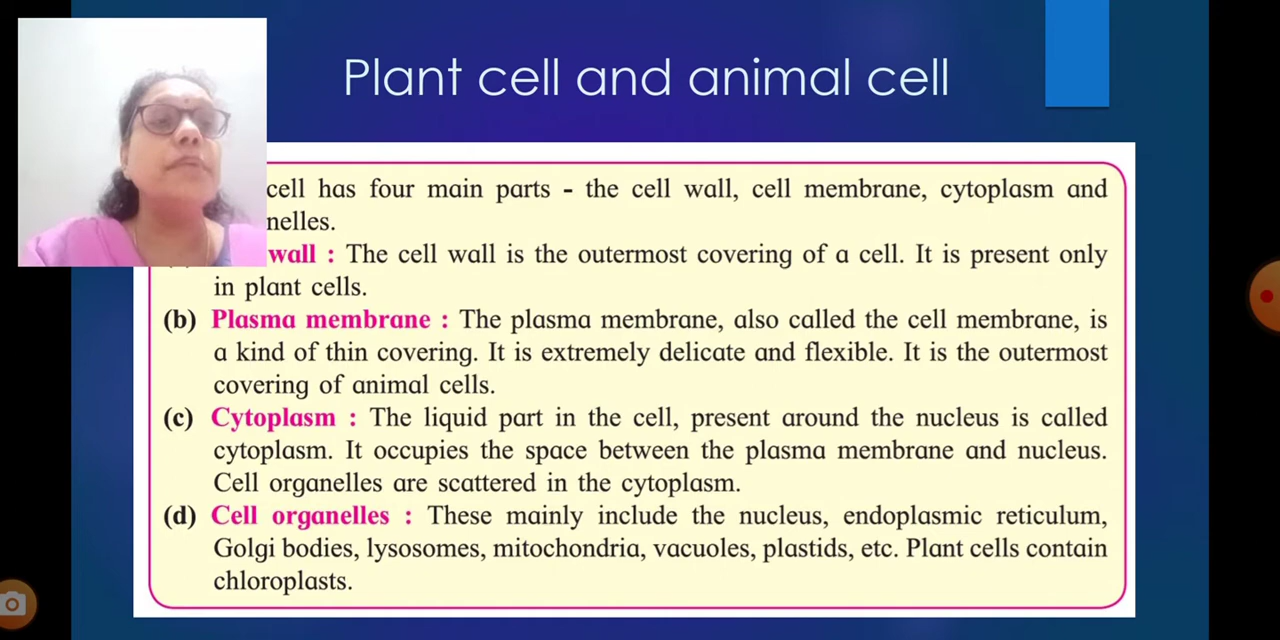 Plant cell and animal cell
cell has four main parts - the cell wall, cell membrane, cytoplasm and
nelles.
wall : The cell wall is the outermost covering of a cell. It is present only
in plant cells.
(b) Plasma membrane : The plasma membrane, also called the cell membrane, is
a kind of thin covering. It is extremely delicate and flexible. It is the outermost
covering of animal cells.
(c) Cytoplasm : The liquid part in the cell, present around the nucleus is called
cytoplasm. It occupies the space between the plasma membrane and nucleus.
Cell organelles are scattered in the cytoplasm.
(d) Cell organelles : These mainly include the nucleus, endoplasmic reticulum,
Golgi bodies, lysosomes, mitochondria, vacuoles, plastids, etc. Plant cells contain
chloroplasts.